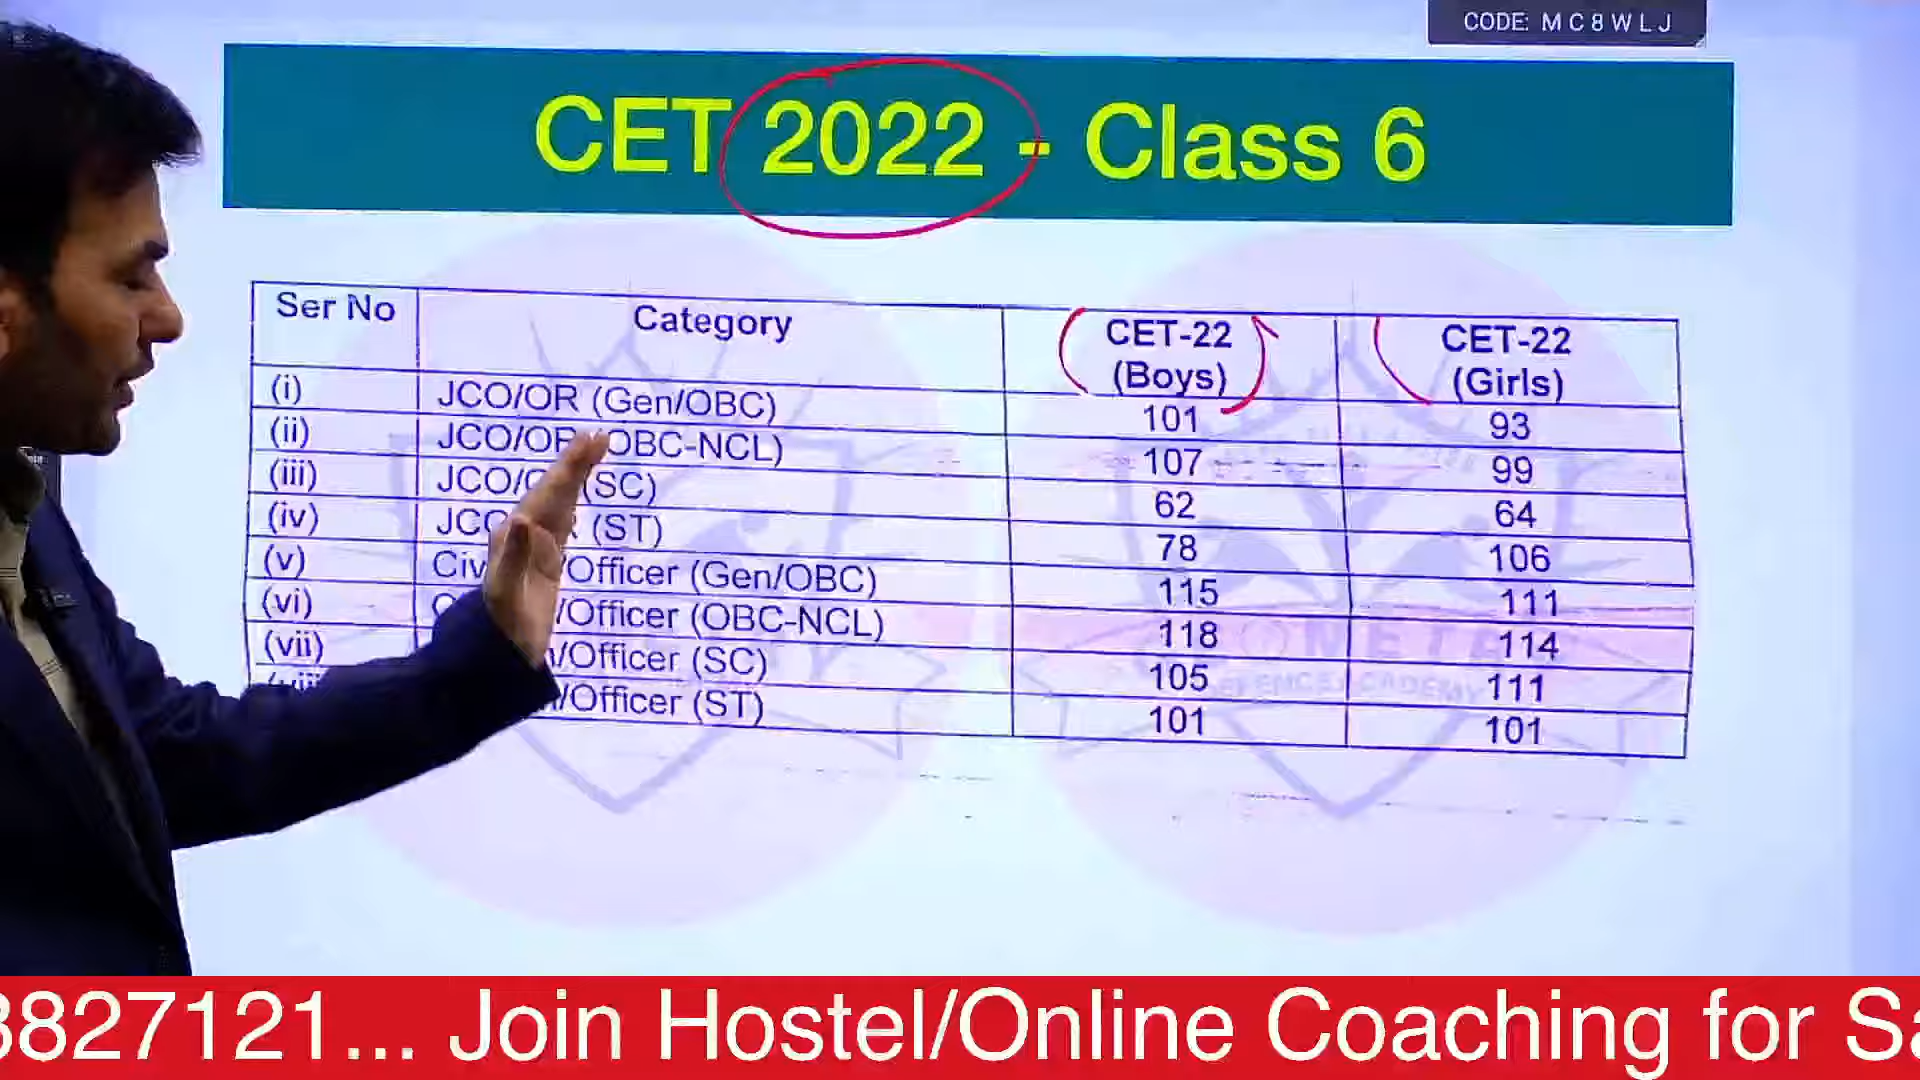 CODE: M C 8 W L J
CET 2022 - Class 6
Ser No Category CET-22 (Boys) CET-22 (Girls)
(i) JCO/OR (Gen/OBC) 101 93
(ii) JCO/OR (OBC-NCL) 107 99
(iii) (SC) 62 64
(iv) (ST) 78 106
(v) /Officer (Gen/OBC) 115 111
(vi) /Officer (OBC-NCL) 118 114
(vii) /Officer (SC) 105 111
/Officer (ST) 101 101
3827121... Join Hostel/Online Coaching for Sa